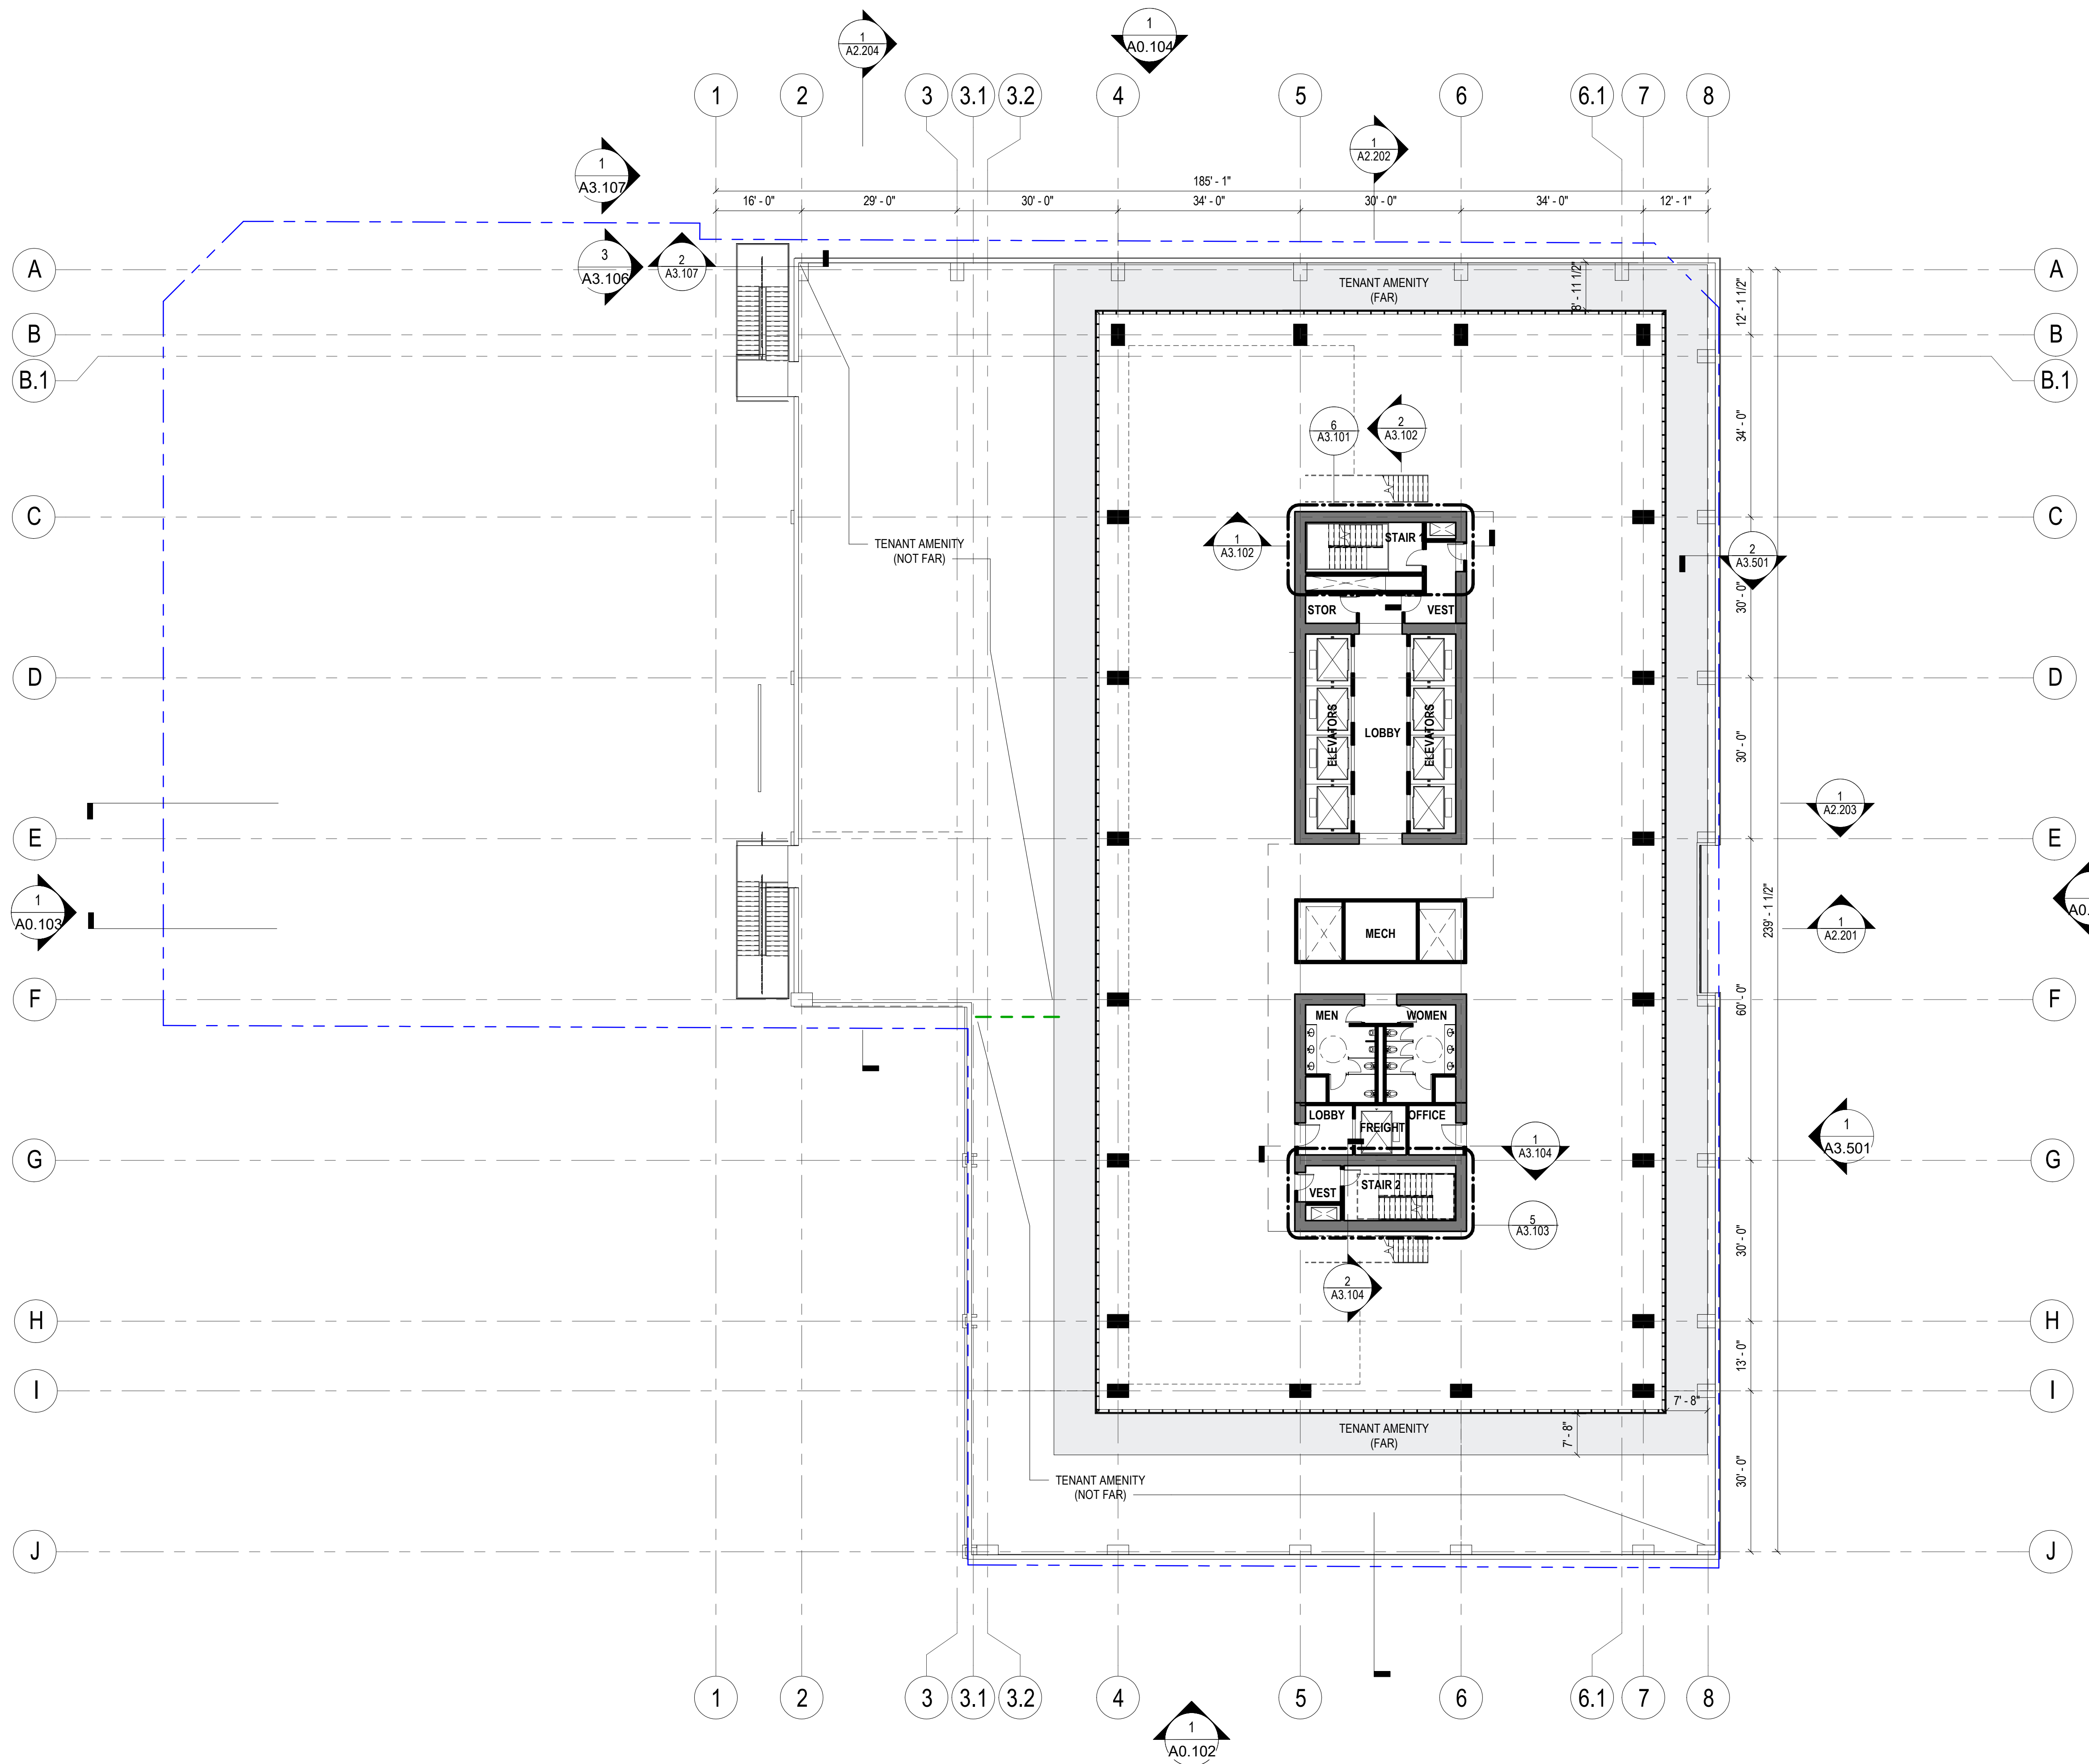 1
A2.204
1
A0.104
1
2
3
3.1
3.2
4
5
6
6.1
7
8
1
A2.202
1
A3.107
185' - 1"
16' - 0"
29' - 0"
30' - 0"
34' - 0"
30' - 0"
34' - 0"
12' - 1"
3
A3.106
2
A3.107
A
A
TENANT AMENITY
(FAR)
8' - 11 1/2"
12' - 1 1/2"
B
B
B.1
B.1
34' - 0"
6
A3.101
2
A3.102
C
C
TENANT AMENITY
(NOT FAR)
1
A3.102
STAIR 1
2
A3.501
30' - 0"
STOR
VEST
D
D
ELEVATORS
LOBBY
ELEVATORS
30' - 0"
1
A2.203
E
E
1
A0.103
MECH
239' - 1 1/2"
1
A2.201
A0.
F
F
60' - 0"
MEN
WOMEN
LOBBY
FREIGHT
OFFICE
1
A3.104
1
A3.501
G
G
VEST
STAIR 2
5
A3.103
30' - 0"
2
A3.104
H
H
13' - 0"
I
I
7' - 8"
TENANT AMENITY
(FAR)
7' - 8"
30' - 0"
TENANT AMENITY
(NOT FAR)
J
J
1
2
3
3.1
3.2
4
5
6
6.1
7
8
1
A0.102